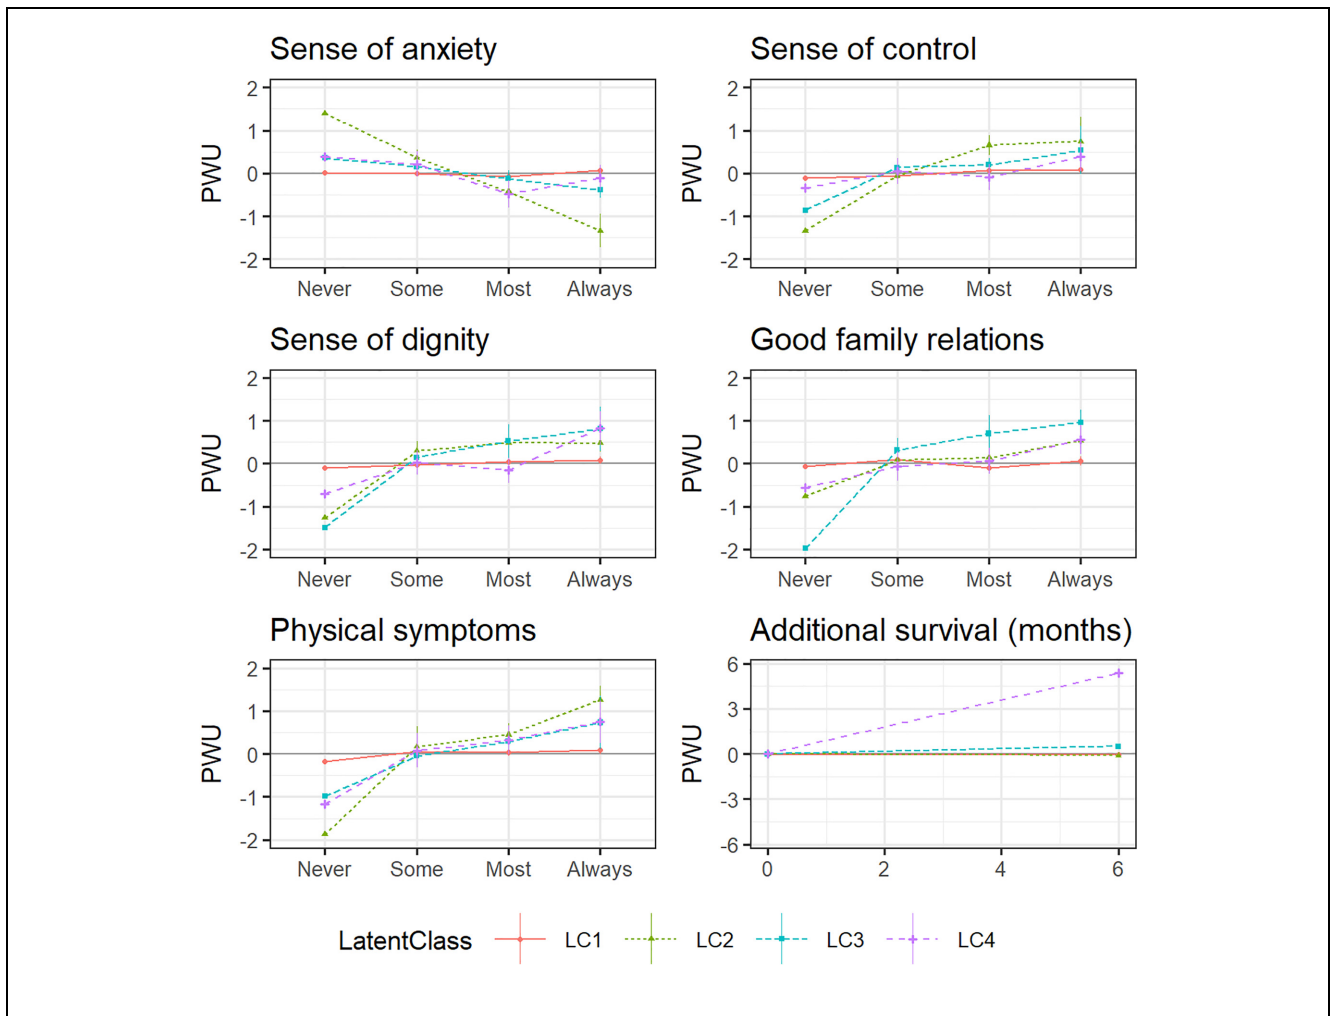 Sense of anxiety
2
1
0
-1
-2
PWU
Never Some Most Always
Sense of control
2
1
0
-1
-2
PWU
Never Some Most Always
Sense of dignity
2
1
0
-1
-2
PWU
Never Some Most Always
Good family relations
2
1
0
-1
-2
PWU
Never Some Most Always
Physical symptoms
2
1
0
-1
-2
PWU
Never Some Most Always
Additional survival (months)
6
3
0
-3
-6
PWU
0 2 4 6
LatentClass LC1 LC2 LC3 LC4